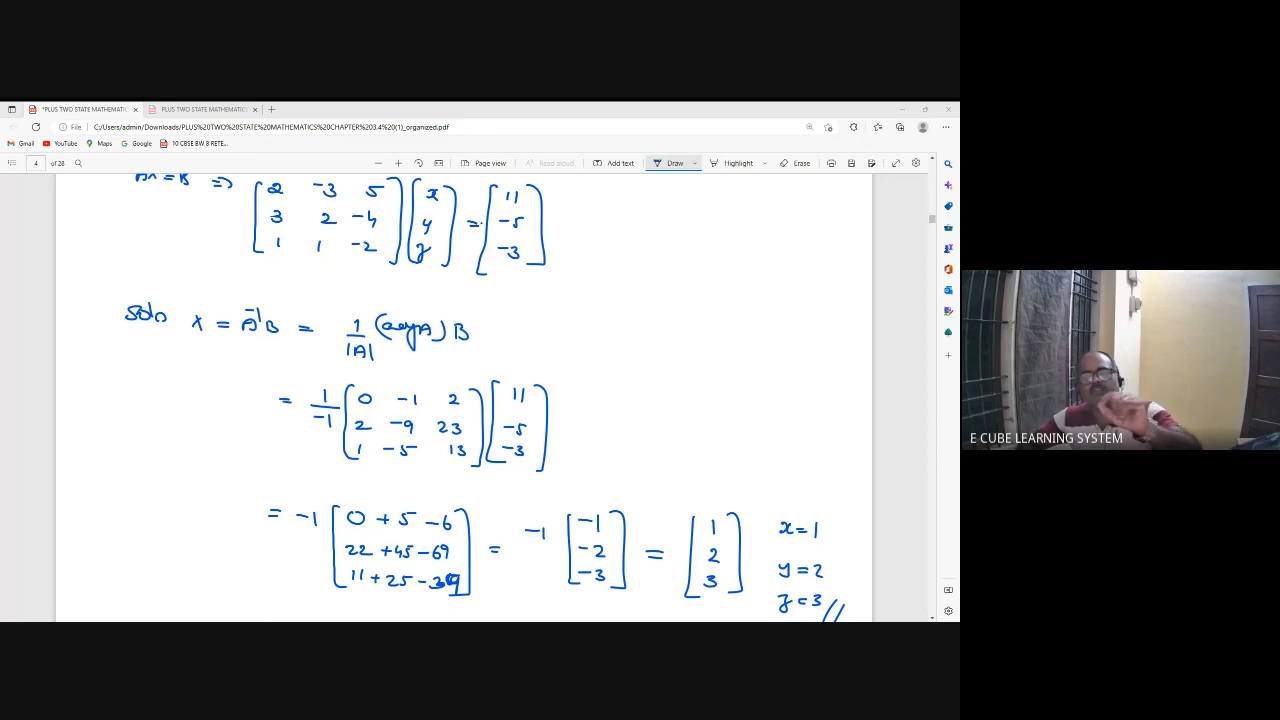 *PLUS TWO STATE MATHEMATIC
PLUS TWO STATE MATHEMATICS CH
C:/Users/admin/Downloads/PLUS%20TWO%20STATE%20MATHEMATICS%20CHAPTER%203.4%20(1)_organized.pdf
File
Gmail YouTube Maps Google 10 CBSE BW 8 RETE...
4 of 28 Page view Read aloud Add text Draw Highlight Erase
AX = B => [2 -3 5] [x] = [11]
[3 2 -4] [y] [-5]
[1 1 -2] [z] [-3]
Soln X = A⁻¹B = 1/|A| (adjA) B
= 1/-1 [0 -1 2] [11]
[2 -9 23] [-5]
[1 -5 13] [-3]
= -1 [0 + 5 - 6] = -1 [-1] = [1] x = 1
[22 + 45 - 69] [-2] [2] y = 2
[11 + 25 - 39] [-3] [3] z = 3 //
E CUBE LEARNING SYSTEM